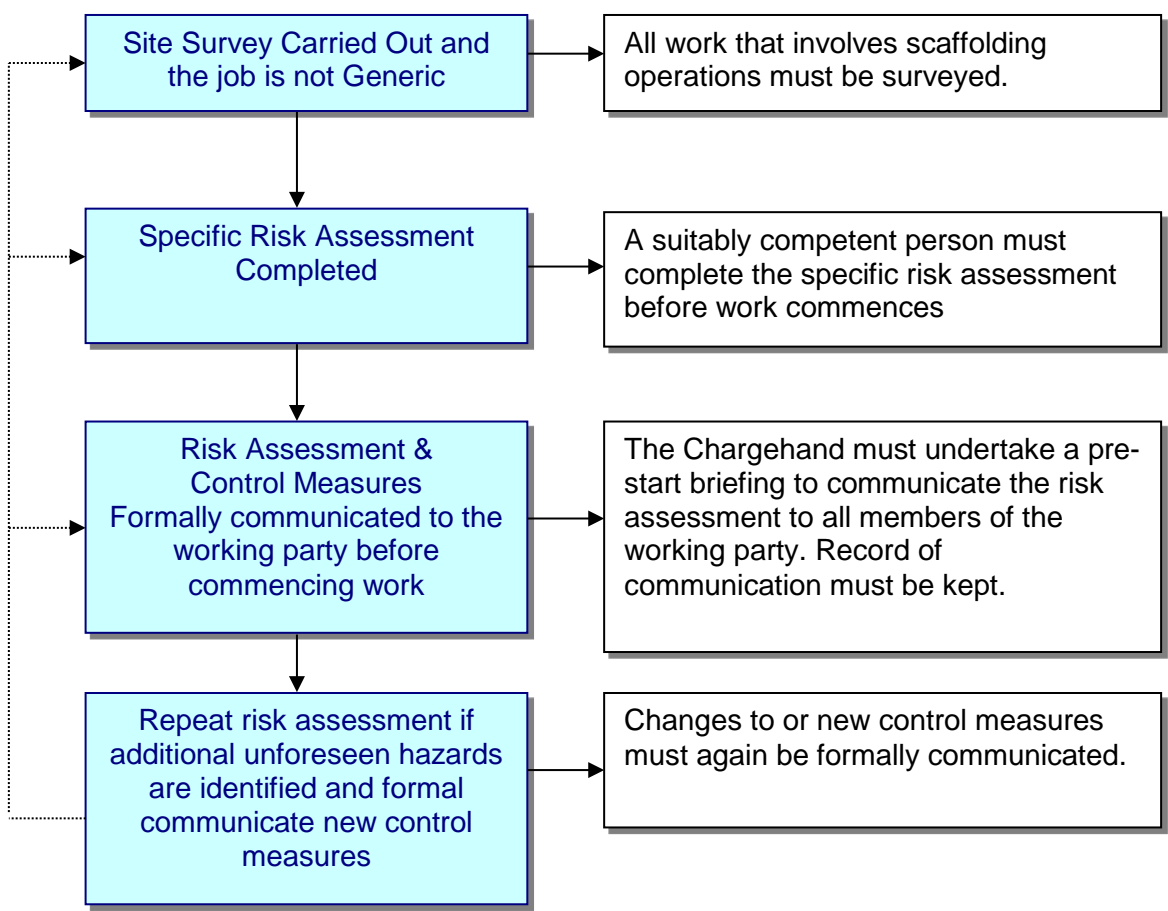 Site Survey Carried Out and
the job is not Generic
All work that involves scaffolding
operations must be surveyed.
Specific Risk Assessment
Completed
A suitably competent person must
complete the specific risk assessment
before work commences
Risk Assessment &
Control Measures
Formally communicated to the
working party before
commencing work
The Chargehand must undertake a pre-
start briefing to communicate the risk
assessment to all members of the
working party. Record of
communication must be kept.
Repeat risk assessment if
additional unforeseen hazards
are identified and formal
communicate new control
measures
Changes to or new control measures
must again be formally communicated.